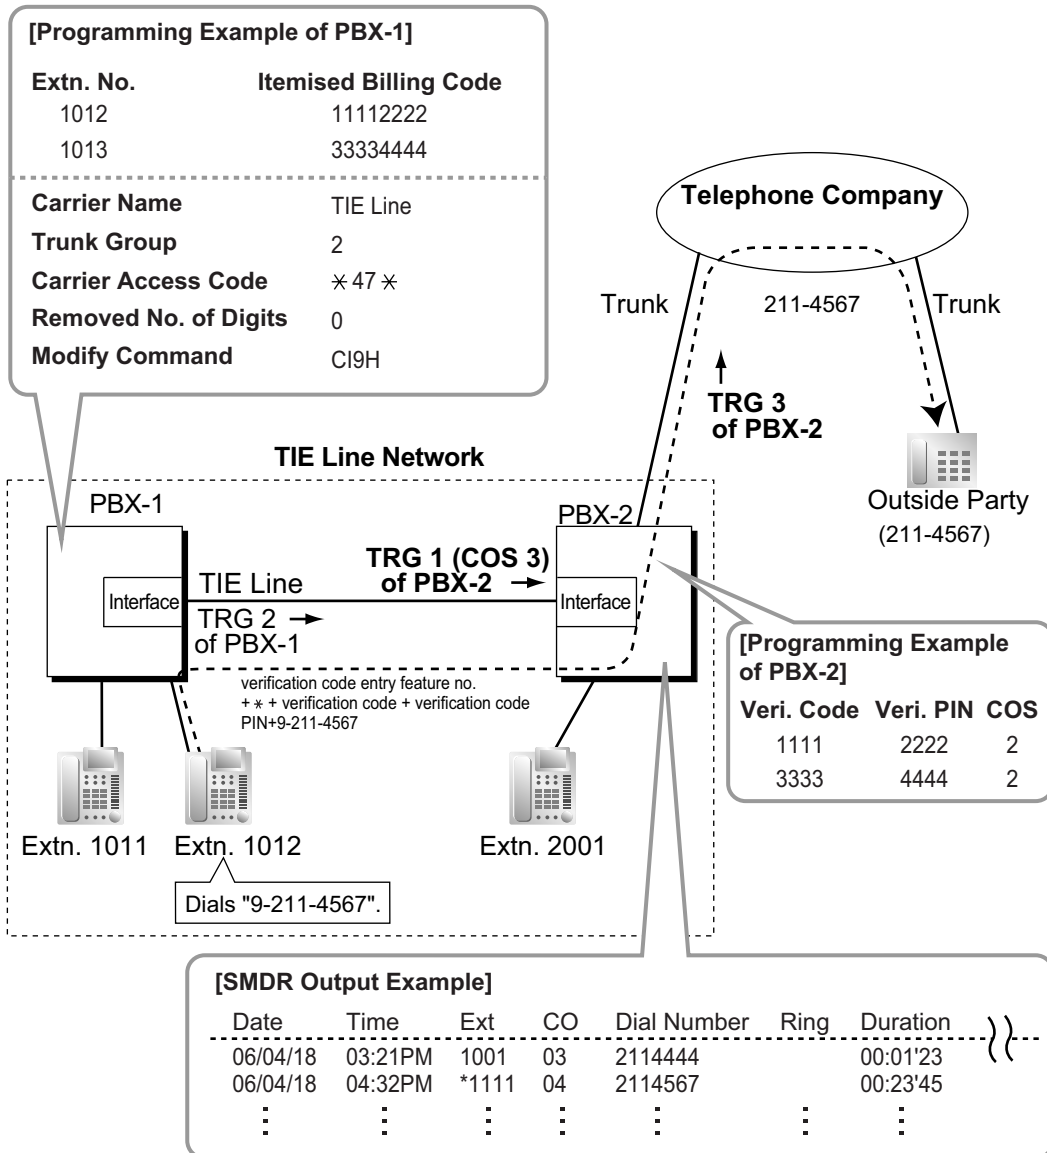 [Programming Example of PBX-1]
Extn. No. Itemised Billing Code
1012 11112222
1013 33334444
Carrier Name TIE Line
Trunk Group 2
Carrier Access Code ✳47✳
Removed No. of Digits 0
Modify Command CI9H
Telephone Company
Trunk 211-4567 Trunk
TRG 3
of PBX-2
Outside Party
(211-4567)
TIE Line Network
PBX-1
PBX-2
Interface
TIE Line
TRG 1 (COS 3)
of PBX-2
Interface
TRG 2
of PBX-1
verification code entry feature no.
+ ✳ + verification code + verification code
PIN+9-211-4567
[Programming Example
of PBX-2]
Veri. Code Veri. PIN COS
1111 2222 2
3333 4444 2
Extn. 1011 Extn. 1012 Extn. 2001
Dials "9-211-4567".
[SMDR Output Example]
Date Time Ext CO Dial Number Ring Duration
06/04/18 03:21PM 1001 03 2114444 00:01'23
06/04/18 04:32PM *1111 04 2114567 00:23'45